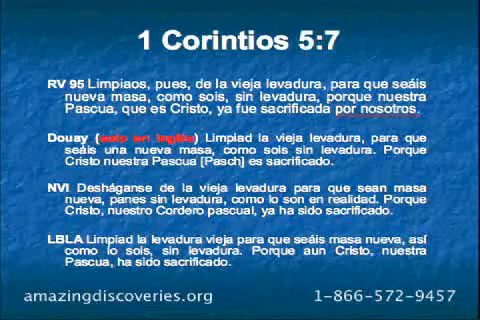 1 Corintios 5:7
RV 95 Limpiaos, pues, de la vieja levadura, para que seáis
nueva masa, como sois, sin levadura, porque nuestra
Pascua, que es Cristo, ya fue sacrificada por nosotros.
Douay (solo en Inglés) Limpiad la vieja levadura, para que
seáis una nueva masa, como sois sin levadura. Porque
Cristo nuestra Pascua [Pasch] es sacrificado.
NVI Desháganse de la vieja levadura para que sean masa
nueva, panes sin levadura, como lo son en realidad. Porque
Cristo, nuestro Cordero pascual, ya ha sido sacrificado.
LBLA Limpiad la levadura vieja para que seáis masa nueva, así
como lo sois, sin levadura. Porque aun Cristo, nuestra
Pascua, ha sido sacrificado.
amazingdiscoveries.org 1-866-572-9457